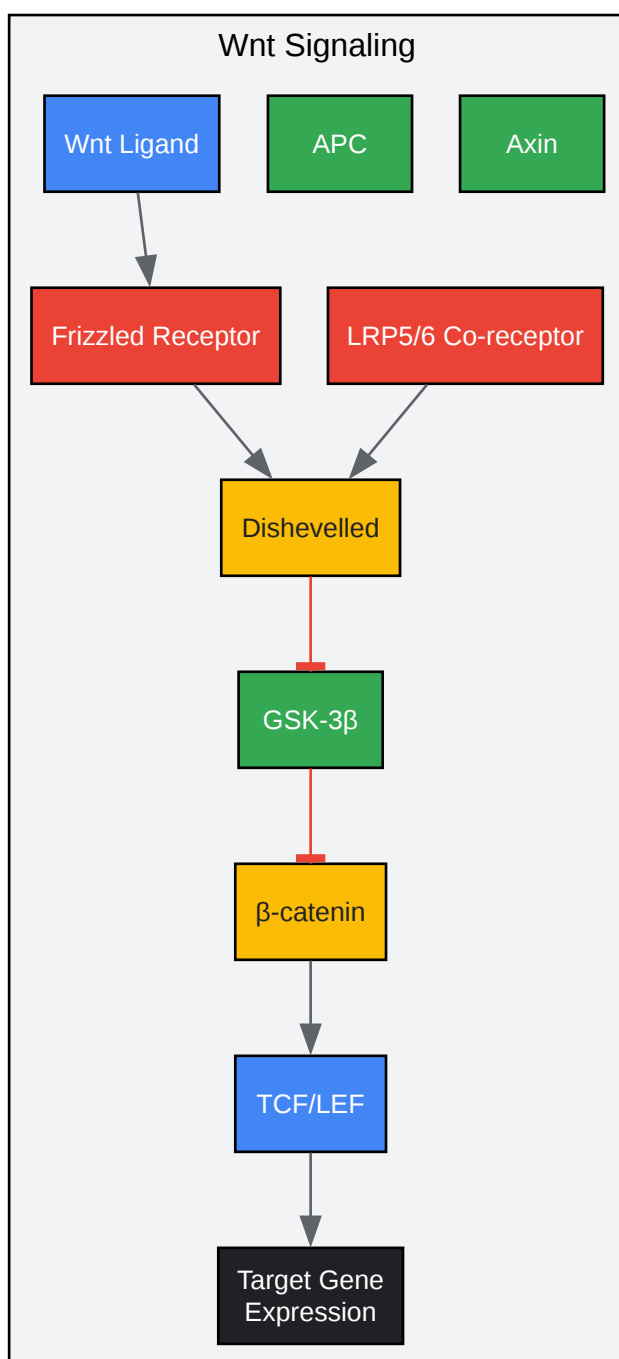 Wnt Signaling
Wnt Ligand
APC
Axin
Frizzled Receptor
LRP5/6 Co-receptor
Dishevelled
GSK-3β
β-catenin
TCF/LEF
Target Gene
Expression